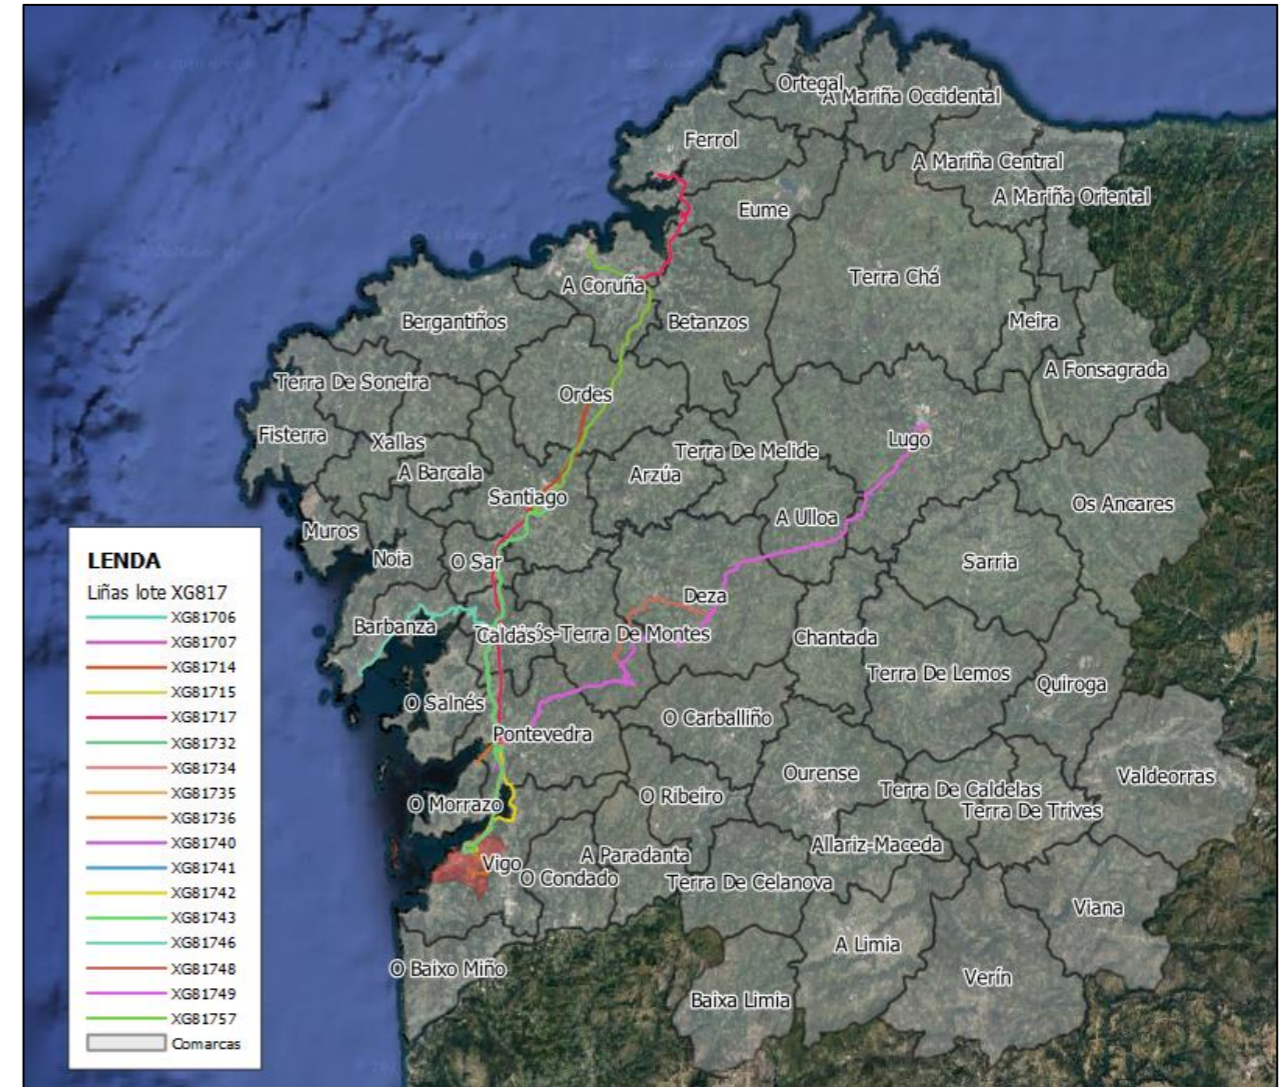 Ortegal
A Mariña Occidental
Ferrol
A Mariña Central
A Mariña Oriental
Eume
Terra Chá
A Coruña
Bergantiños
Betanzos
Meira
A Fonsagrada
Terra De Soneira
Ordes
Fisterra
Xallas
Lugo
Terra De Melide
A Barcala
Arzúa
Santiago
Os Ancares
A Ulloa
Muros
Noia
O Sar
Sarria
Deza
Barbanza
Caldas
-Terra De Montes
Chantada
Terra De Lemos
Quiroga
O Salnés
O Carballiño
Pontevedra
Ourense
Valdeorras
Terra De Caldelas
O Ribeiro
O Morrazo
Terra De Trives
Allariz-Maceda
A Paradanta
Vigo
O Condado
Terra De Celanova
Viana
A Limia
O Baixo Miño
Verín
Baixa Limia
LENDA
Liñas lote XG817
XG81706
XG81707
XG81714
XG81715
XG81717
XG81732
XG81734
XG81735
XG81736
XG81740
XG81741
XG81742
XG81743
XG81746
XG81748
XG81749
XG81757
Comarcas